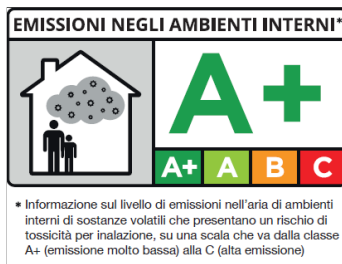 EMISSIONI NEGLI AMBIENTI INTERNI*
A+
A+ A B C
* Informazione sul livello di emissioni nell'aria di ambienti
interni di sostanze volatili che presentano un rischio di
tossicità per inalazione, su una scala che va dalla classe
A+ (emissione molto bassa) alla C (alta emissione)